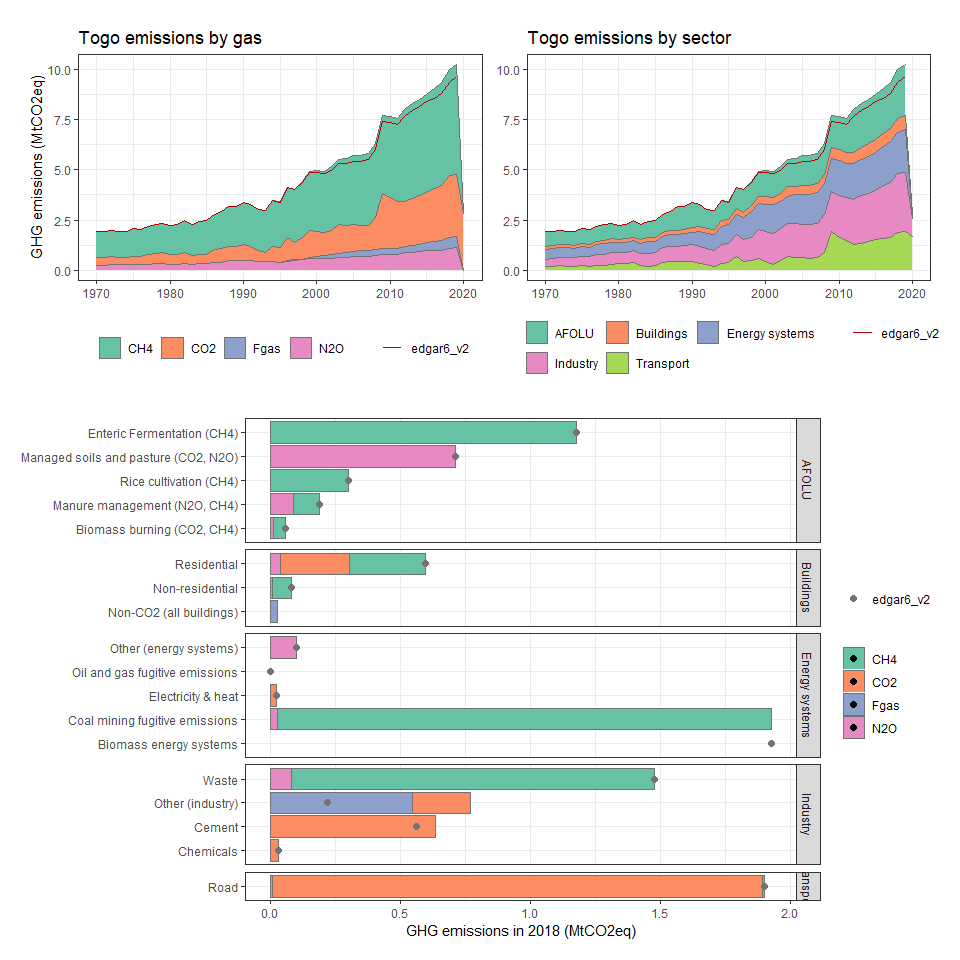 Togo emissions by gas
GHG emissions (MtCO2eq)
10.0
7.5
5.0
2.5
0.0
1970 1980 1990 2000 2010 2020
CH4 CO2 Fgas N2O edgar6_v2
Togo emissions by sector
10.0
7.5
5.0
2.5
0.0
1970 1980 1990 2000 2010 2020
AFOLU Buildings Energy systems edgar6_v2
Industry Transport
Enteric Fermentation (CH4)
Managed soils and pasture (CO2, N2O)
Rice cultivation (CH4)
Manure management (N2O, CH4)
Biomass burning (CO2, CH4)
AFOLU
Residential
Non-residential
Non-CO2 (all buildings)
Buildings
Other (energy systems)
Oil and gas fugitive emissions
Electricity & heat
Coal mining fugitive emissions
Biomass energy systems
Energy systems
Waste
Other (industry)
Cement
Chemicals
Industry
Road
0.0 0.5 1.0 1.5 2.0
GHG emissions in 2018 (MtCO2eq)
edgar6_v2
CH4
CO2
Fgas
N2O